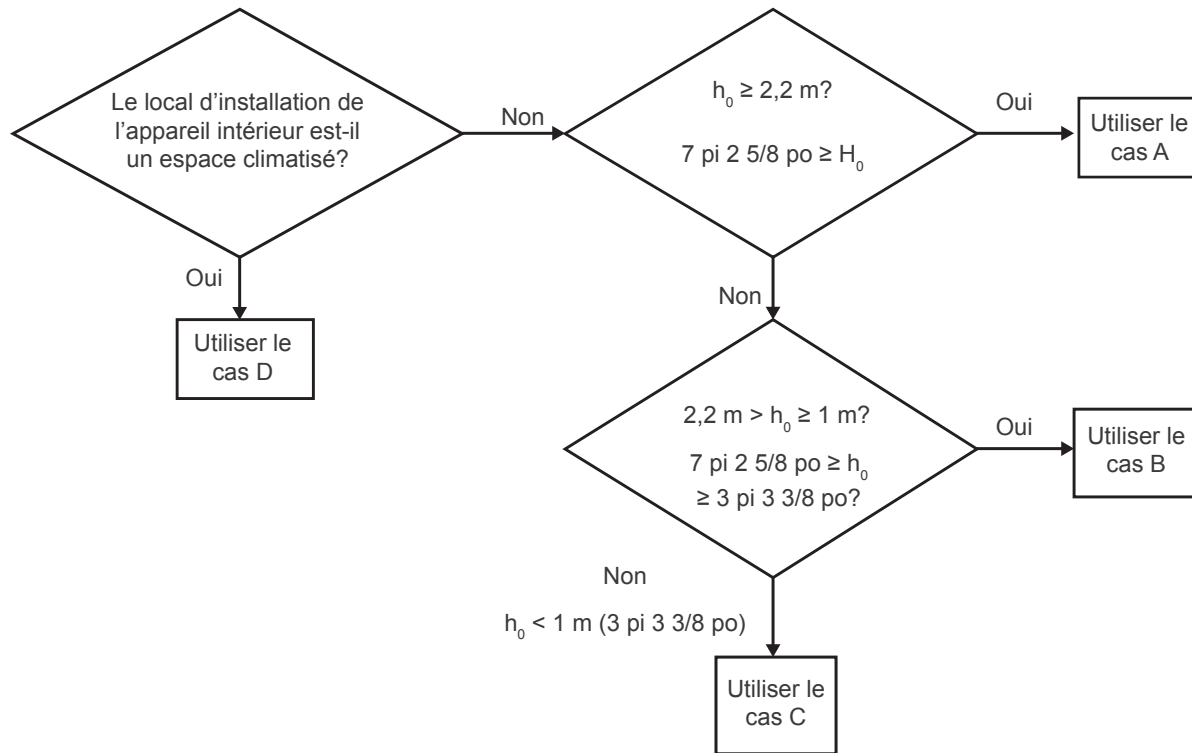 Le local d’installation de
l’appareil intérieur est-il
un espace climatisé?
Non
h₀ ≥ 2,2 m?
7 pi 2 5/8 po ≥ H₀
Oui
Utiliser le
cas A
Oui
Utiliser le
cas D
Non
2,2 m > h₀ ≥ 1 m?
7 pi 2 5/8 po ≥ h₀
≥ 3 pi 3 3/8 po?
Oui
Utiliser le
cas B
Non
h₀ < 1 m (3 pi 3 3/8 po)
Utiliser le
cas C